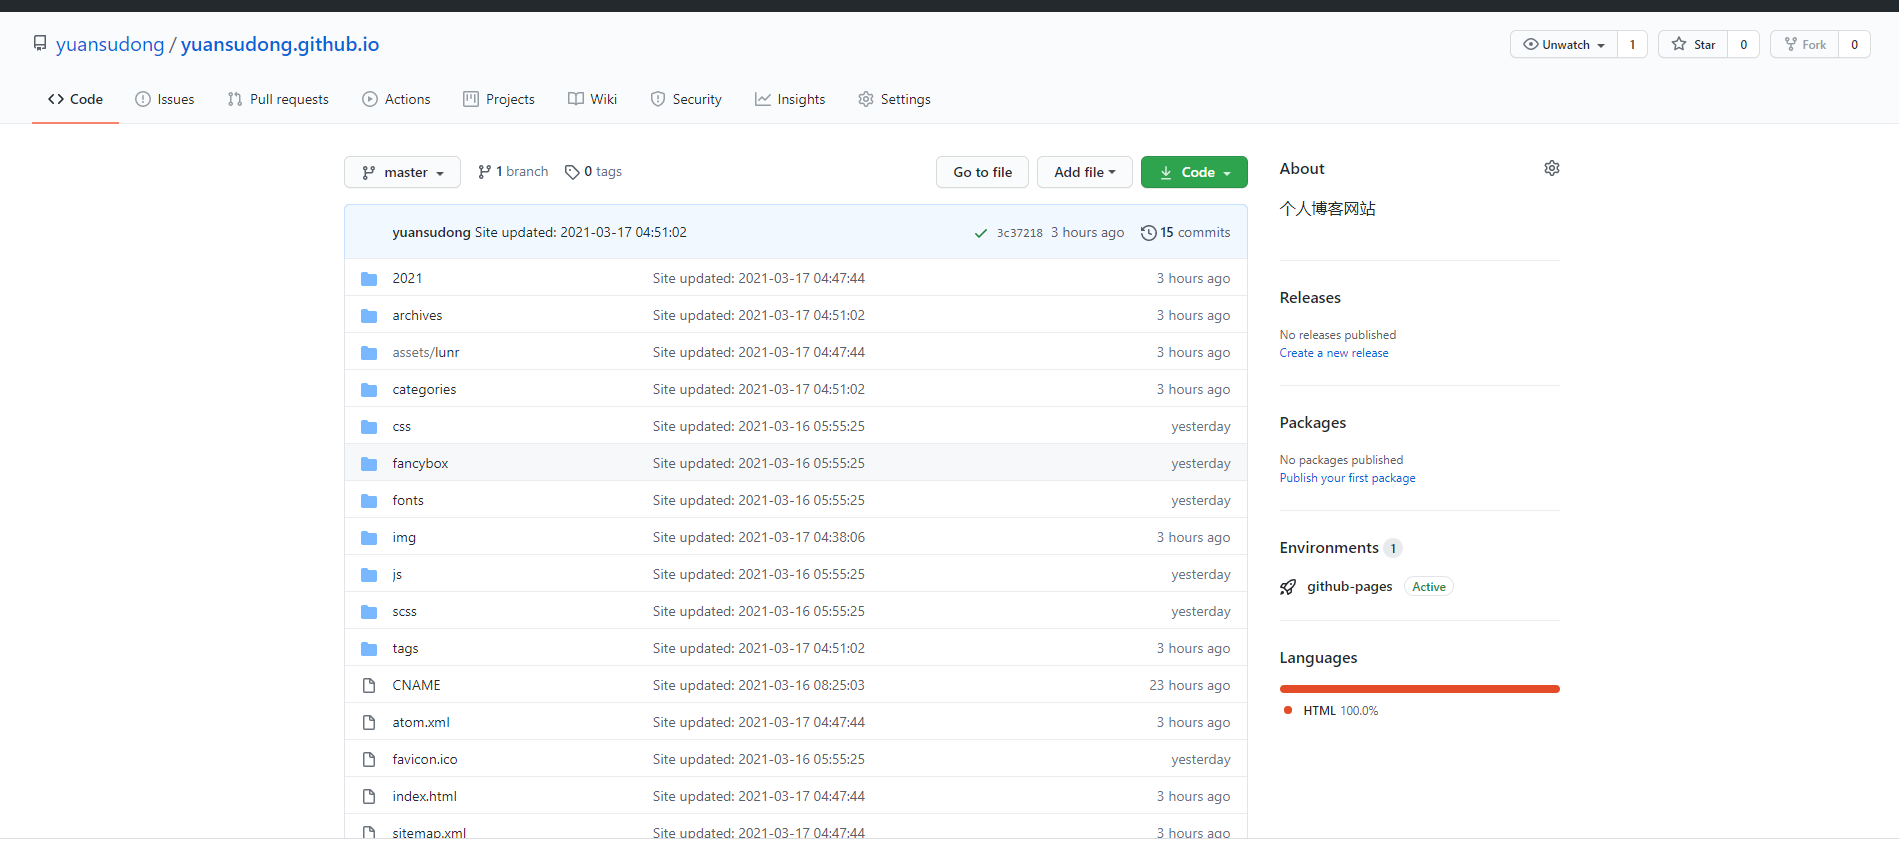 yuansudong / yuansudong.github.io
Unwatch 1 Star 0 Fork 0
Code Issues Pull requests Actions Projects Wiki Security Insights Settings
master 1 branch 0 tags Go to file Add file Code
yuansudong Site updated: 2021-03-17 04:51:02 3c37218 3 hours ago 15 commits
2021 Site updated: 2021-03-17 04:47:44 3 hours ago
archives Site updated: 2021-03-17 04:51:02 3 hours ago
assets/lunr Site updated: 2021-03-17 04:47:44 3 hours ago
categories Site updated: 2021-03-17 04:51:02 3 hours ago
css Site updated: 2021-03-16 05:55:25 yesterday
fancybox Site updated: 2021-03-16 05:55:25 yesterday
fonts Site updated: 2021-03-16 05:55:25 yesterday
img Site updated: 2021-03-17 04:38:06 3 hours ago
js Site updated: 2021-03-16 05:55:25 yesterday
scss Site updated: 2021-03-16 05:55:25 yesterday
tags Site updated: 2021-03-17 04:51:02 3 hours ago
CNAME Site updated: 2021-03-16 08:25:03 23 hours ago
atom.xml Site updated: 2021-03-17 04:47:44 3 hours ago
favicon.ico Site updated: 2021-03-16 05:55:25 yesterday
index.html Site updated: 2021-03-17 04:47:44 3 hours ago
sitemap.xml Site updated: 2021-03-17 04:47:44 3 hours ago
About
个人博客网站
Releases
No releases published
Create a new release
Packages
No packages published
Publish your first package
Environments 1
github-pages Active
Languages
HTML 100.0%